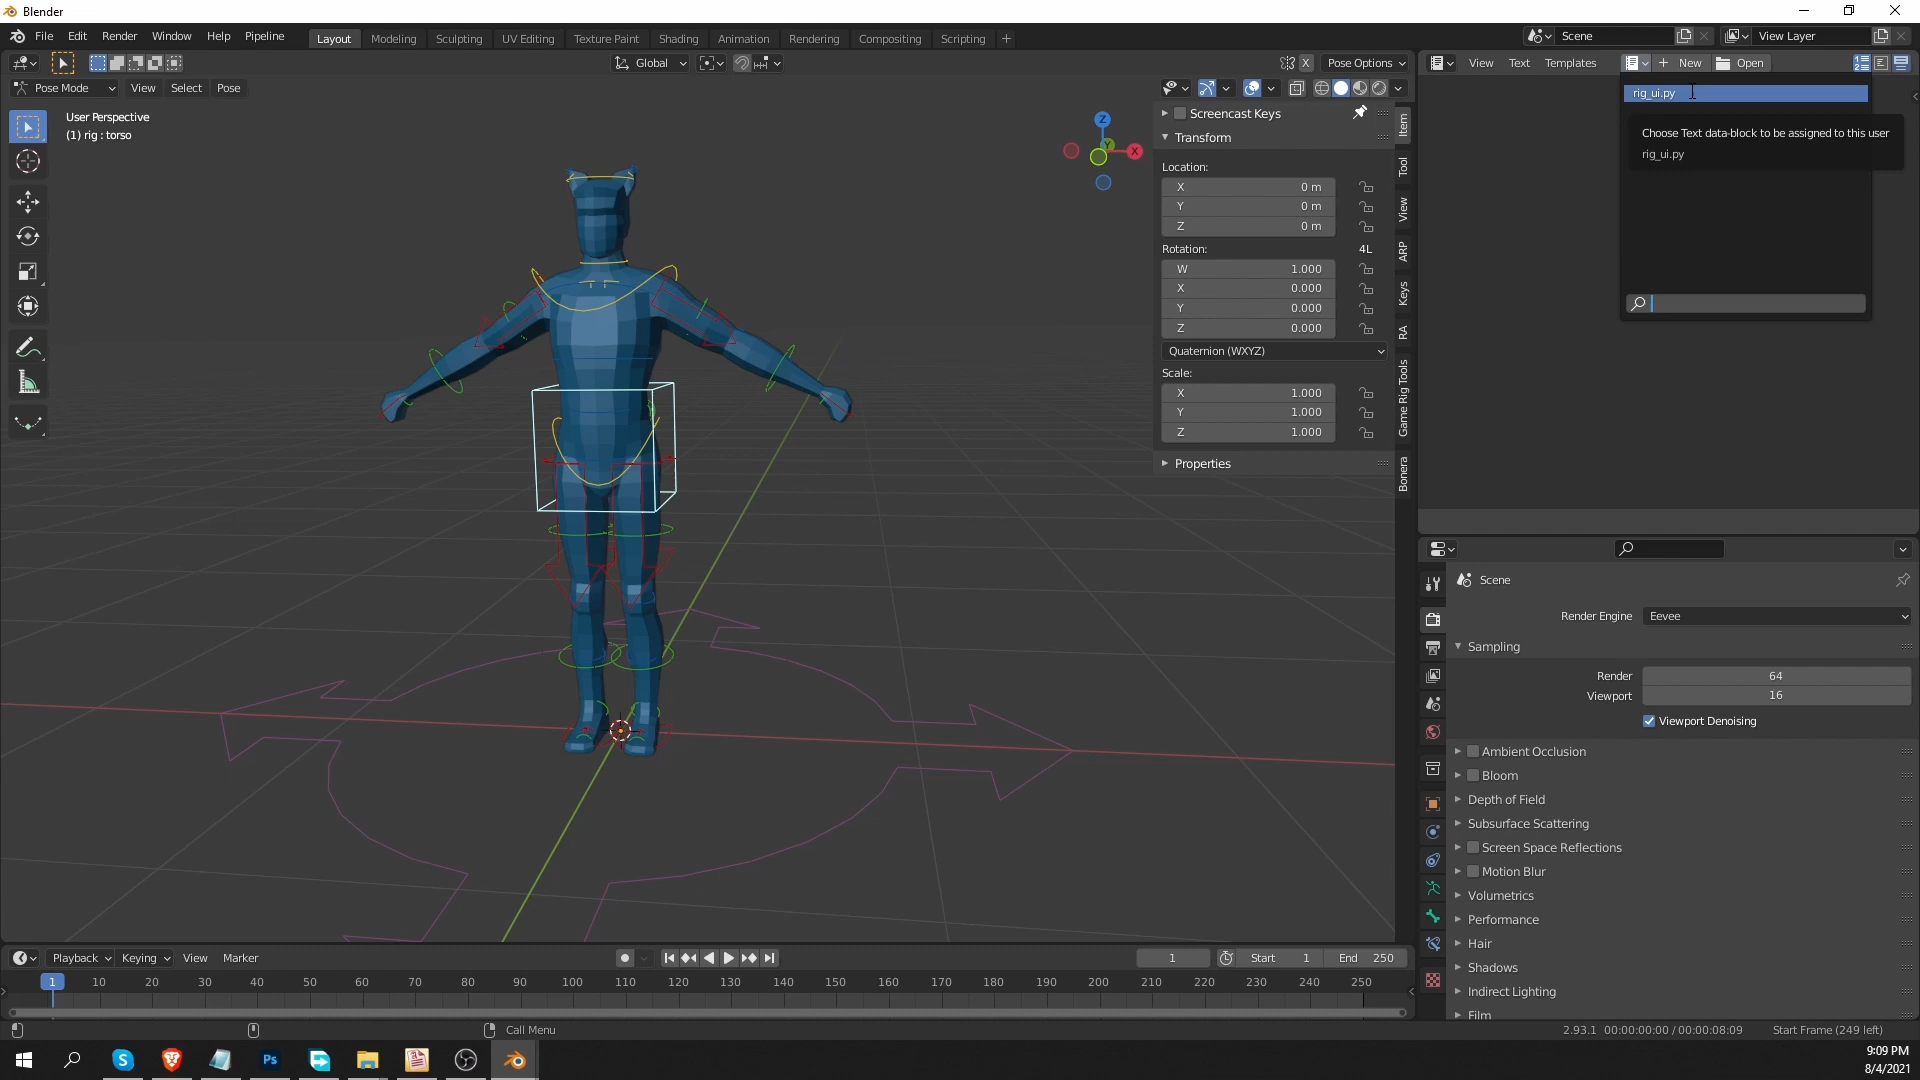 Blender
File Edit Render Window Help Pipeline
Layout Modeling Sculpting UV Editing Texture Paint Shading Animation Rendering Compositing Scripting +
Scene
View Layer
Global
X Pose Options
View Text Templates
+ New Open
Pose Mode View Select Pose
rig_ui.py
Choose Text data-block to be assigned to this user
rig_ui.py
User Perspective
(1) rig : torso
Z
Y
X
Screencast Keys
Transform
Location:
X 0 m
Y 0 m
Z 0 m
Rotation: 4L
W 1.000
X 0.000
Y 0.000
Z 0.000
Quaternion (WXYZ)
Scale:
X 1.000
Y 1.000
Z 1.000
Properties
Item
Tool
View
ARP
Keys
RA
Game Rig Tools
Bonera
Scene
Render Engine Eevee
Sampling
Render 64
Viewport 16
Viewport Denoising
Ambient Occlusion
Bloom
Depth of Field
Subsurface Scattering
Screen Space Reflections
Motion Blur
Volumetrics
Performance
Hair
Shadows
Indirect Lighting
Film
Playback Keying View Marker
1 Start 1 End 250
1 10 20 30 40 50 60 70 80 90 100 110 120 130 140 150 160 170 180 190 200 210 220 230 240 250
Call Menu
2.93.1 00:00:00:00 / 00:00:08:09 Start Frame (249 left)
S
Ps
9:09 PM
8/4/2021